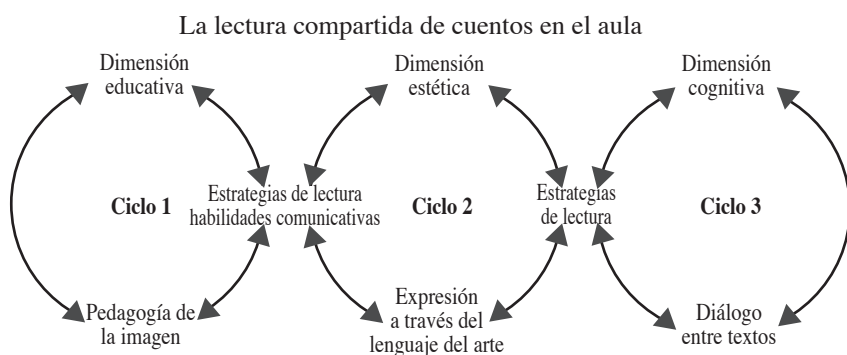 La lectura compartida de cuentos en el aula
Dimensión
educativa
Dimensión
estética
Dimensión
cognitiva
Ciclo 1
Estrategias de lectura
habilidades comunicativas
Ciclo 2
Estrategias
de lectura
Ciclo 3
Pedagogía de
la imagen
Expresión
a través del
lenguaje del arte
Diálogo
entre textos